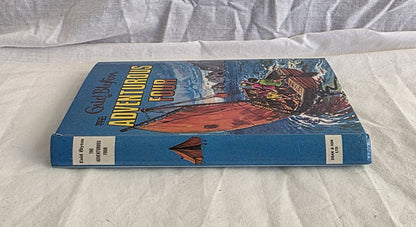 Enid Blyton
THE
ADVENTUROUS
FOUR
Enid Blyton
THE
ADVENTUROUS
FOUR
DEAN & SON
LTD